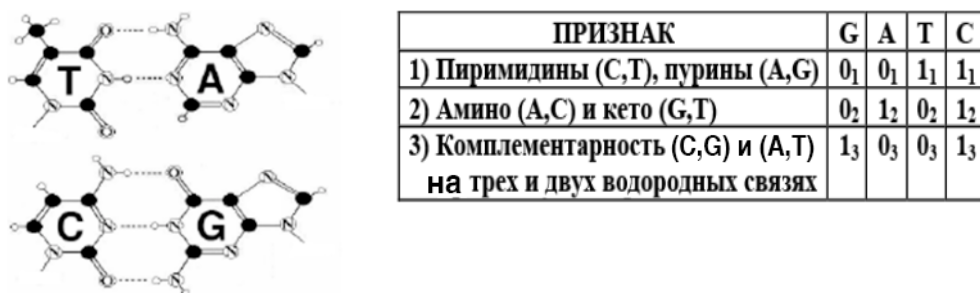 T A
C G
ПРИЗНАК G A T C
1) Пиримидины (С,Т), пурины (A,G) 0₁ 0₁ 1₁ 1₁
2) Амино (А,С) и кето (G,T) 0₂ 1₂ 0₂ 1₂
3) Комплементарность (C,G) и (A,T) 1₃ 0₃ 0₃ 1₃
на трех и двух водородных связях